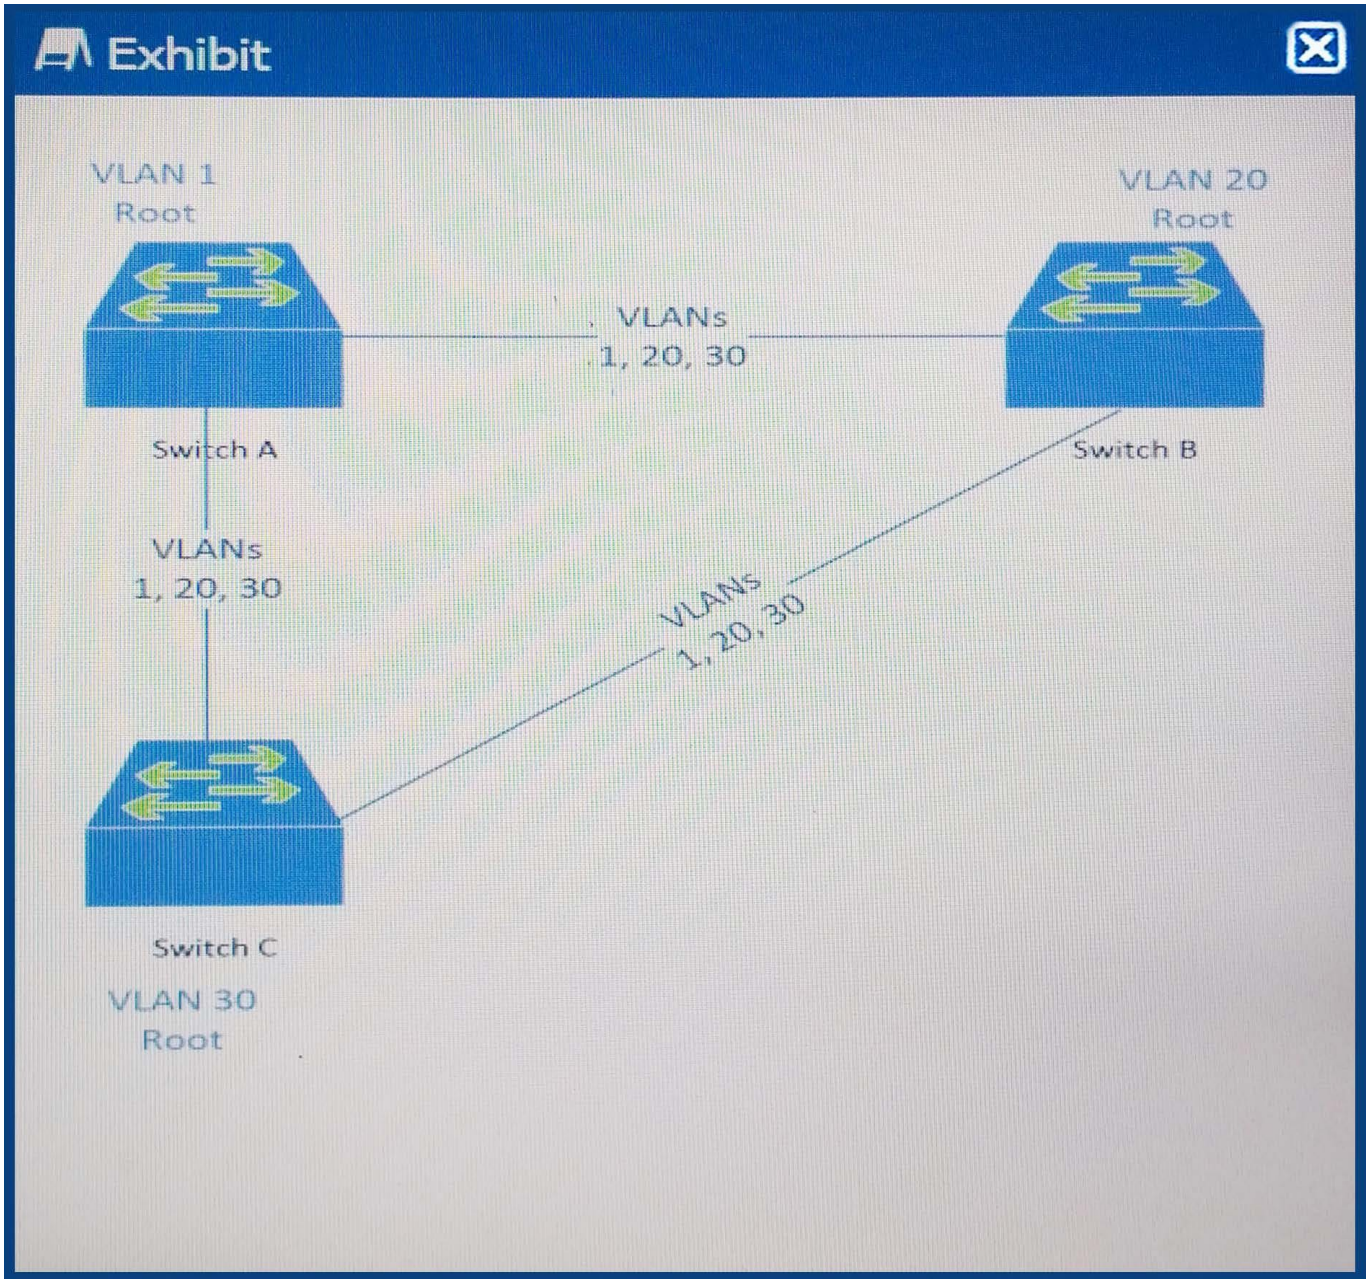 Exhibit
VLAN 1
Root
VLAN 20
Root
VLANs
1, 20, 30
Switch A
Switch B
VLANs
1, 20, 30
VLANs
1, 20, 30
Switch C
VLAN 30
Root